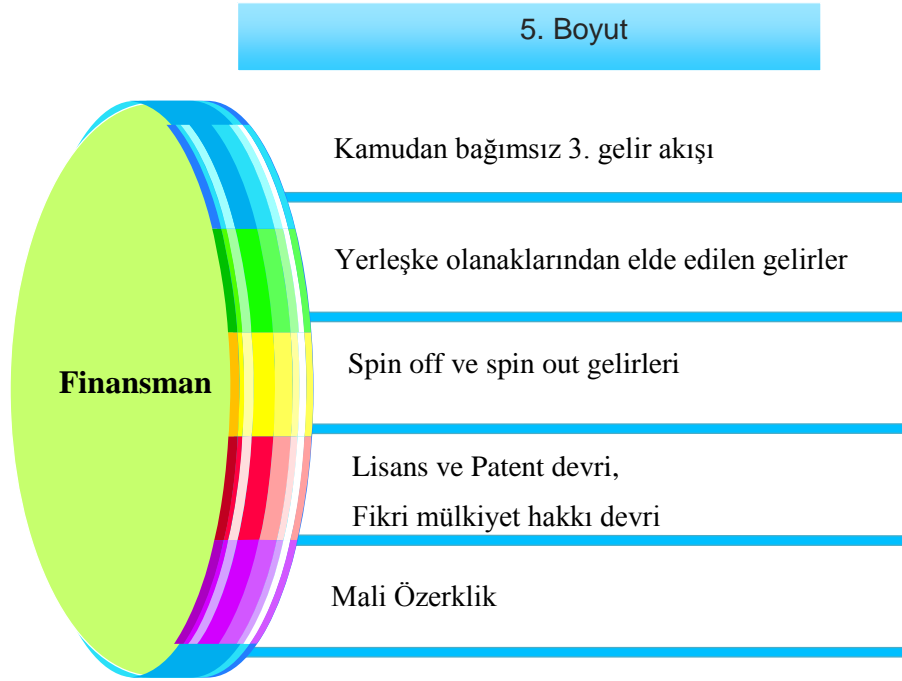 5. Boyut
Kamudan bağımsız 3. gelir akışı
Yerleşke olanaklarından elde edilen gelirler
Spin off ve spin out gelirleri
Finansman
Lisans ve Patent devri,
Fikri mülkiyet hakkı devri
Mali Özerklik